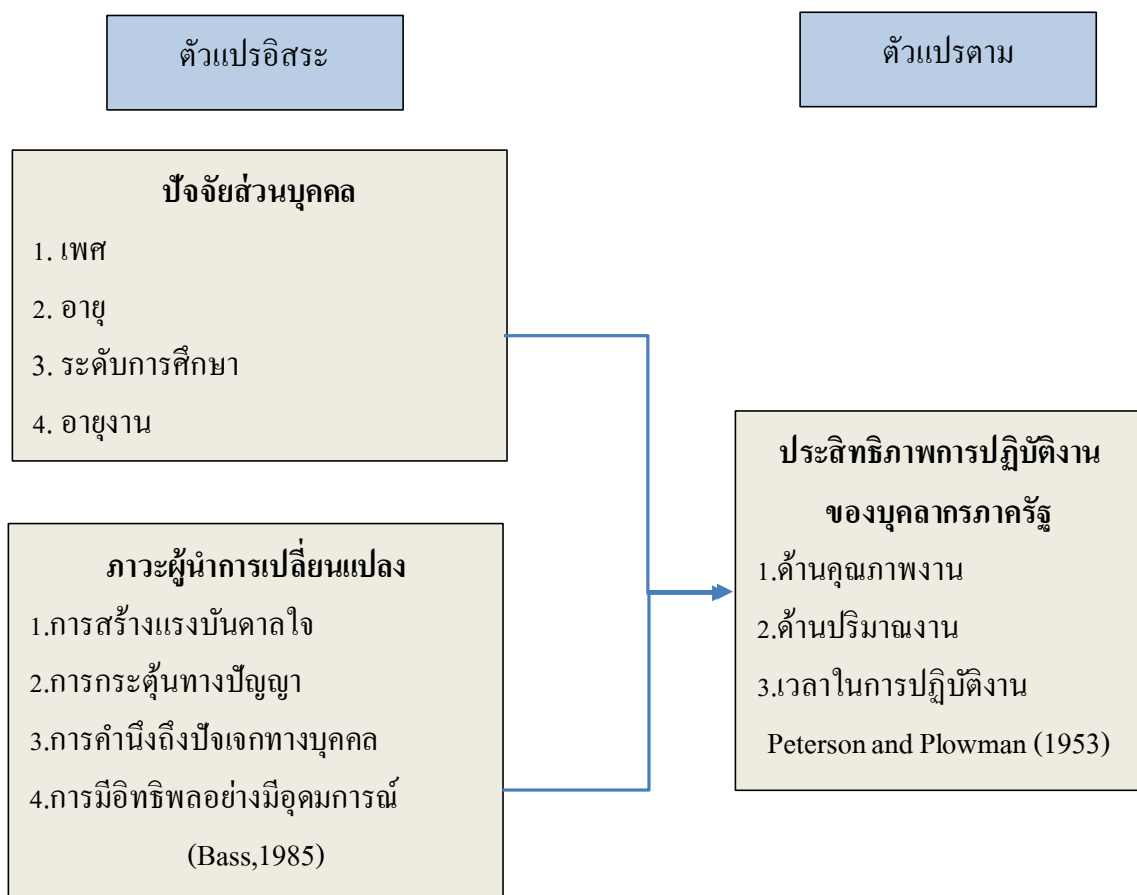 ตัวแปรอิสระ
ตัวแปรตาม
ปัจจัยส่วนบุคคล
1. เพศ
2. อายุ
3. ระดับการศึกษา
4. อายุงาน
ภาวะผู้นำการเปลี่ยนแปลง
1.การสร้างแรงบันดาลใจ
2.การกระตุ้นทางปัญญา
3.การคำนึงถึงปัจเจกทางบุคคล
4.การมีอิทธิพลอย่างมีอุดมการณ์
(Bass,1985)
ประสิทธิภาพการปฏิบัติงาน
ของบุคลากรภาครัฐ
1.ด้านคุณภาพงาน
2.ด้านปริมาณงาน
3.เวลาในการปฏิบัติงาน
Peterson and Plowman (1953)